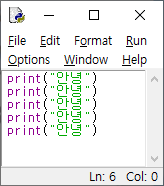 File Edit Format Run
Options Window Help
print("안녕")
print("안녕")
print("안녕")
print("안녕")
print("안녕")
Ln: 6 Col: 0